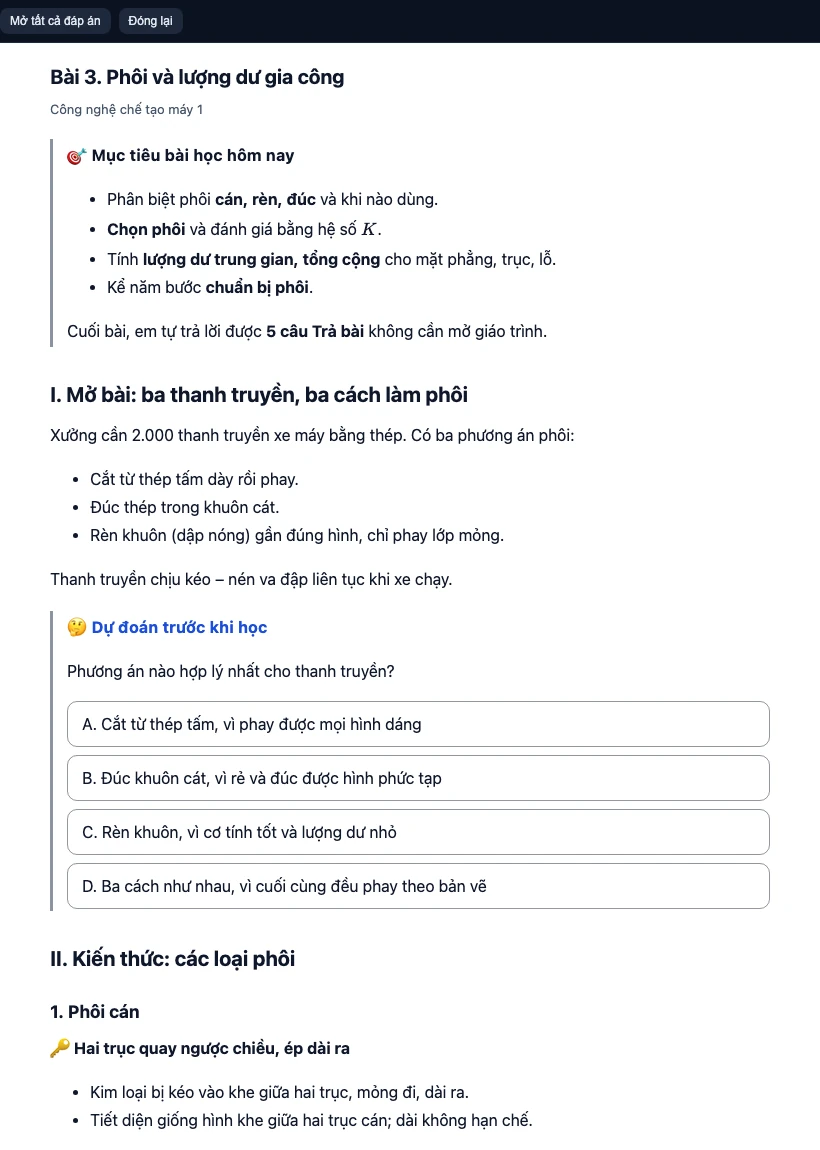 Mở tất cả đáp án
Đóng lại
Bài 3. Phôi và lượng dư gia công
Công nghệ chế tạo máy 1
🎯 Mục tiêu bài học hôm nay
• Phân biệt phôi cán, rèn, đúc và khi nào dùng.
• Chọn phôi và đánh giá bằng hệ số K.
• Tính lượng dư trung gian, tổng cộng cho mặt phẳng, trục, lỗ.
• Kể năm bước chuẩn bị phôi.
Cuối bài, em tự trả lời được 5 câu Trả bài không cần mở giáo trình.
I. Mở bài: ba thanh truyền, ba cách làm phôi
Xưởng cần 2.000 thanh truyền xe máy bằng thép. Có ba phương án phôi:
• Cắt từ thép tấm dày rồi phay.
• Đúc thép trong khuôn cát.
• Rèn khuôn (dập nóng) gần đúng hình, chỉ phay lớp mỏng.
Thanh truyền chịu kéo – nén va đập liên tục khi xe chạy.
🤔 Dự đoán trước khi học
Phương án nào hợp lý nhất cho thanh truyền?
A. Cắt từ thép tấm, vì phay được mọi hình dáng
B. Đúc khuôn cát, vì rẻ và đúc được hình phức tạp
C. Rèn khuôn, vì cơ tính tốt và lượng dư nhỏ
D. Ba cách như nhau, vì cuối cùng đều phay theo bản vẽ
II. Kiến thức: các loại phôi
1. Phôi cán
🔑 Hai trục quay ngược chiều, ép dài ra
• Kim loại bị kéo vào khe giữa hai trục, mỏng đi, dài ra.
• Tiết diện giống hình khe giữa hai trục cán; dài không hạn chế.